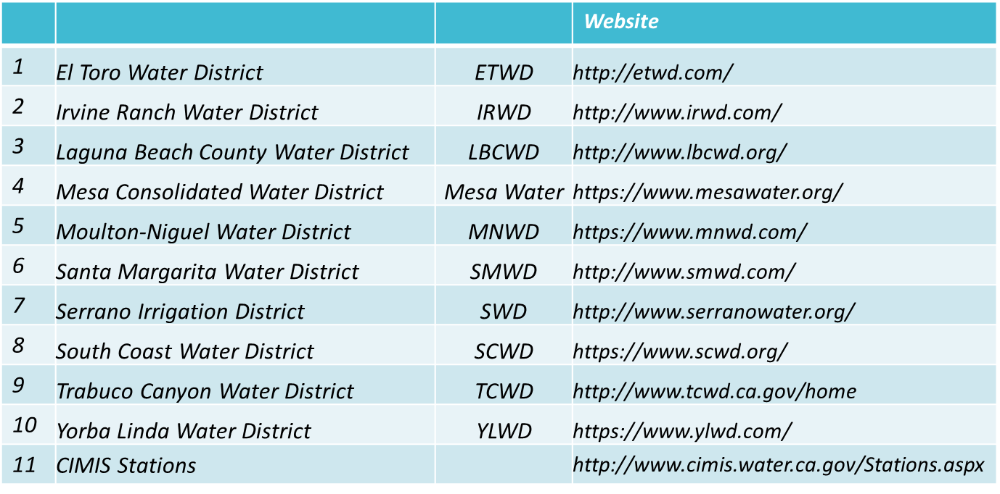 Website
1 El Toro Water District ETWD http://etwd.com/
2 Irvine Ranch Water District IRWD http://www.irwd.com/
3 Laguna Beach County Water District LBCWD http://www.lbcwd.org/
4 Mesa Consolidated Water District Mesa Water https://www.mesawater.org/
5 Moulton-Niguel Water District MNWD https://www.mnwd.com/
6 Santa Margarita Water District SMWD http://www.smwd.com/
7 Serrano Irrigation District SWD http://www.serranowater.org/
8 South Coast Water District SCWD https://www.scwd.org/
9 Trabuco Canyon Water District TCWD http://www.tcwd.ca.gov/home
10 Yorba Linda Water District YLWD https://www.ylwd.com/
11 CIMIS Stations http://www.cimis.water.ca.gov/Stations.aspx